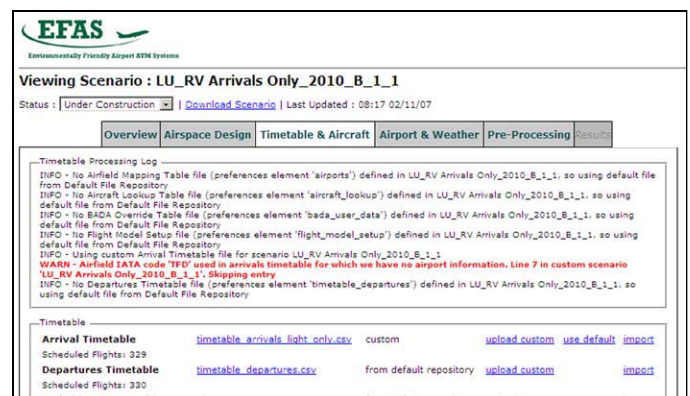 EFAS
Environmentally Friendly Airport ATM Systems
Viewing Scenario : LU_RV Arrivals Only_2010_B_1_1
Status : Under Construction | Download Scenario | Last Updated : 08:17 02/11/07
Overview Airspace Design Timetable & Aircraft Airport & Weather Pre-Processing Results
Timetable Processing Log
INFO - No Airfield Mapping Table file (preferences element 'airports') defined in LU_RV Arrivals Only_2010_B_1_1, so using default file
from Default File Repository
INFO - No Aircraft Lookup Table file (preferences element 'aircraft_lookup') defined in LU_RV Arrivals Only_2010_B_1_1, so using
default file from Default File Repository
INFO - No BADA Override Table file (preferences element 'bada_user_data') defined in LU_RV Arrivals Only_2010_B_1_1, so using
default file from Default File Repository
INFO - No Flight Model Setup file (preferences element 'flight_model_setup') defined in LU_RV Arrivals Only_2010_B_1_1, so using
default file from Default File Repository
INFO - Using custom Arrival Timetable file for scenario LU_RV Arrivals Only_2010_B_1_1
WARN - Airfield IATA code 'TFD' used in arrivals timetable for which we have no airport information. Line 7 in custom scenario
'LU_RV Arrivals Only_2010_B_1_1'. Skipping entry
INFO - No Departures Timetable file (preferences element 'timetable_departures') defined in LU_RV Arrivals Only_2010_B_1_1, so
using default file from Default File Repository
Timetable
Arrival Timetable timetable_arrivals_light_only.csv custom upload custom use default import
Scheduled Flights: 329
Departures Timetable timetable_departures.csv from default repository upload custom import
Scheduled Flights: 330